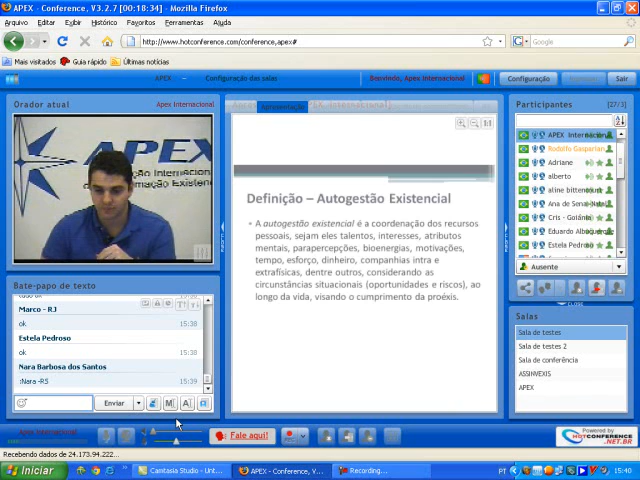 APEX - Conference, V3.2.7 [00:18:34] - Mozilla Firefox
Arquivo Editar Exibir Histórico Favoritos Ferramentas Ajuda
http://www.hotconference.com/conference,apex#
Google
Mais visitados Guia rápido Últimas notícias
APEX — Configuração das salas
Benvindo, Apex Internacional
Configuração
Sair
Orador atual
Apex Internacional
APEX
Apresentação
Definição – Autogestão Existencial
• A autogestão existencial é a coordenação dos recursos
pessoais, sejam eles talentos, interesses, atributos
mentais, parapercepções, bioenergias, motivações,
tempo, esforço, dinheiro, companhias intra e
extrafísicas, dentre outros, considerando as
circunstâncias situacionais (oportunidades e riscos), ao
longo da vida, visando o cumprimento da proéxis.
Participantes [27/3]
APEX Internacion
Rodolfo Gasparian
Adriane
alberto
aline bittencourt
Ana de Sena
Cris - Goiânia
Eduardo Albuquerque
Estela Pedroso
Ausente
CLOSE
Salas
Sala de testes
Sala de testes 2
Sala de conferência
ASSINVEXIS
APEX
Bate-papo de texto
Marco - RJ
ok 15:38
Estela Pedroso
ok 15:38
Nara Barbosa dos Santos
:Nara -RS 15:39
Enviar
Apex Internacional
Fale aqui!
Powered by
HOTCONFERENCE
.NET.BR
Recebendo dados de 24.173.94.222...
Iniciar
Camtasia Studio - Unt...
APEX - Conference, V...
Recording...
PT
15:40